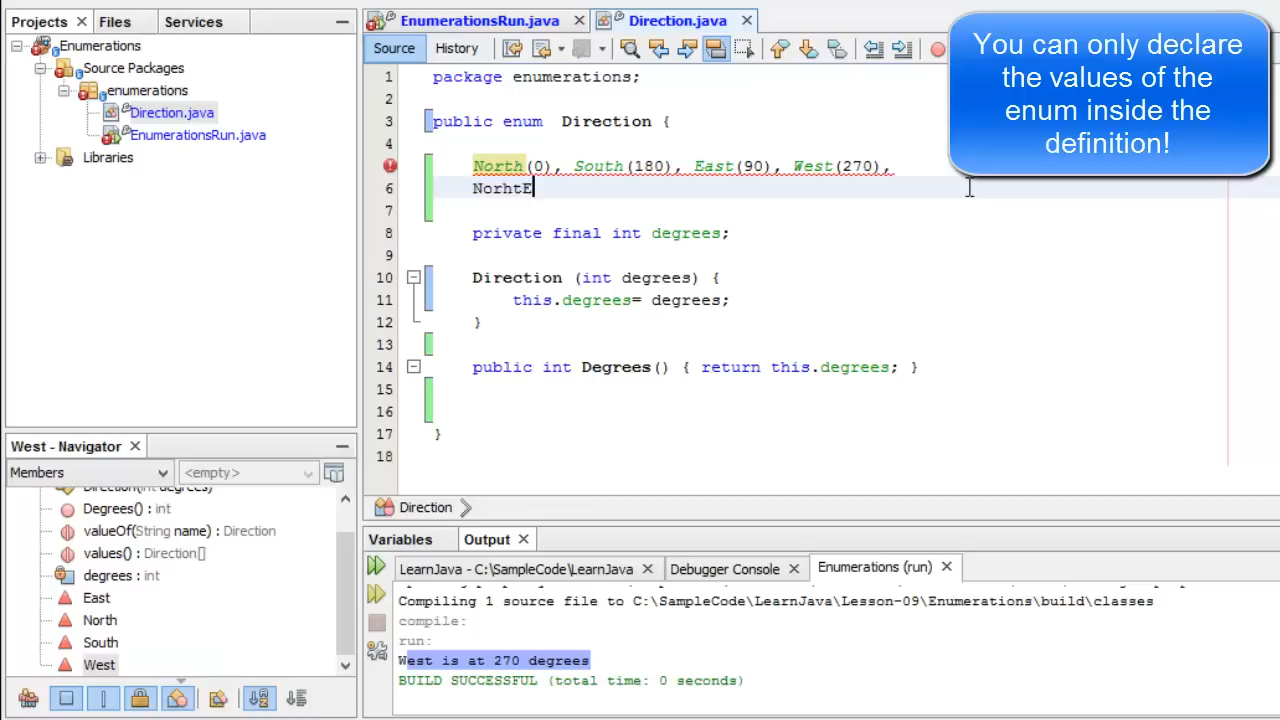 Projects
Files
Services
Enumerations
Source Packages
enumerations
Direction.java
EnumerationsRun.java
Libraries
EnumerationsRun.java
Direction.java
Source
History
You can only declare
the values of the
enum inside the
definition!
1 package enumerations;
2
3 public enum Direction {
4
North(0), South(180), East(90), West(270),
6 NorhtE
7
8 private final int degrees;
9
10 Direction (int degrees) {
11 this.degrees= degrees;
12 }
13
14 public int Degrees() { return this.degrees; }
15
16
17 }
18
Direction
West - Navigator
Members
<empty>
Direction(int degrees)
Degrees() : int
valueOf(String name) : Direction
values() : Direction[]
degrees : int
East
North
South
West
Variables
Output
LearnJava - C:\SampleCode\LearnJava
Debugger Console
Enumerations (run)
Compiling 1 source file to C:\SampleCode\LearnJava\Lesson-09\Enumerations\build\classes
compile:
run:
West is at 270 degrees
BUILD SUCCESSFUL (total time: 0 seconds)